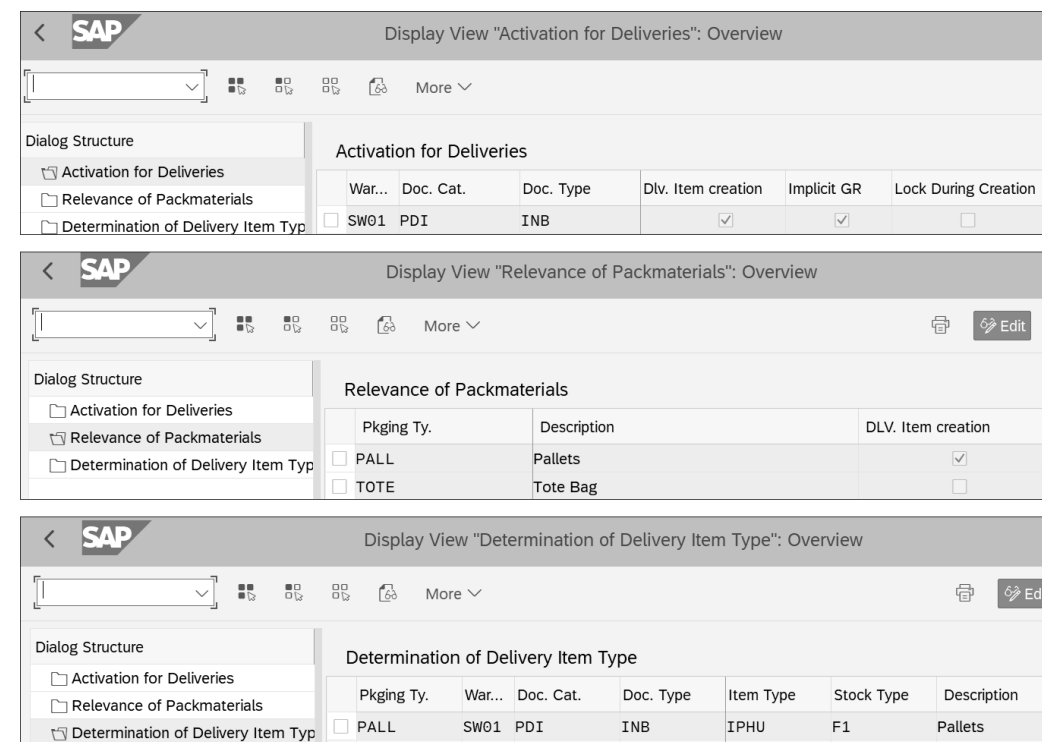 SAP Display View "Activation for Deliveries": Overview
More
Dialog Structure
Activation for Deliveries
Relevance of Packmaterials
Determination of Delivery Item Typ
Activation for Deliveries
War... Doc. Cat. Doc. Type Dlv. Item creation Implicit GR Lock During Creation
SW01 PDI INB
SAP Display View "Relevance of Packmaterials": Overview
More Edit
Dialog Structure
Activation for Deliveries
Relevance of Packmaterials
Determination of Delivery Item Typ
Relevance of Packmaterials
Pkging Ty. Description DLV. Item creation
PALL Pallets
TOTE Tote Bag
SAP Display View "Determination of Delivery Item Type": Overview
More Ed
Dialog Structure
Activation for Deliveries
Relevance of Packmaterials
Determination of Delivery Item Typ
Determination of Delivery Item Type
Pkging Ty. War... Doc. Cat. Doc. Type Item Type Stock Type Description
PALL SW01 PDI INB IPHU F1 Pallets